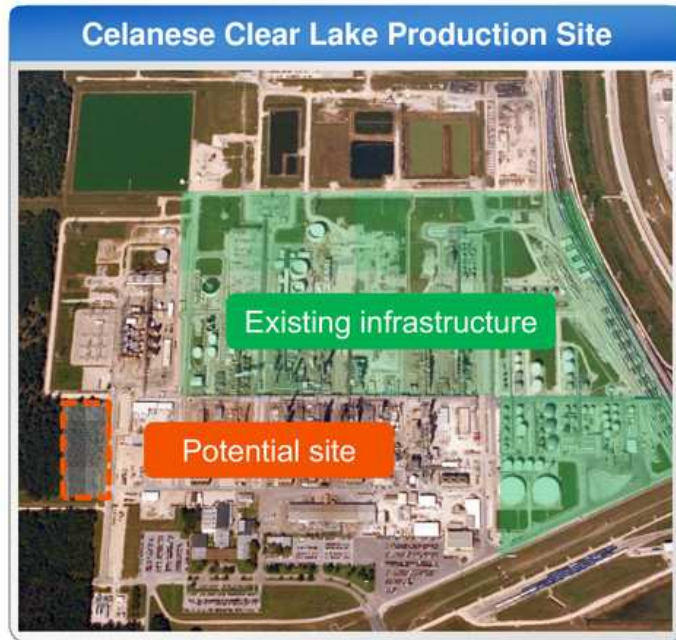 Celanese Clear Lake Production Site
Existing infrastructure
Potential site